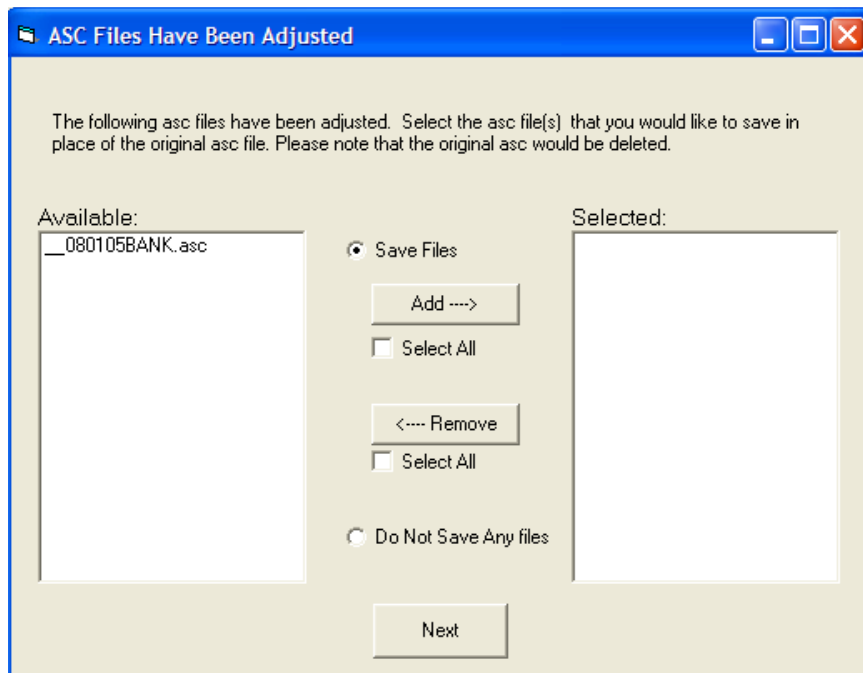 ASC Files Have Been Adjusted
The following asc files have been adjusted.  Select the asc file(s)  that you would like to save in
place of the original asc file. Please note that the original asc would be deleted.
Available:
__080105BANK.asc
Save Files
Add ---->
Select All
<---- Remove
Select All
Do Not Save Any files
Selected:
Next